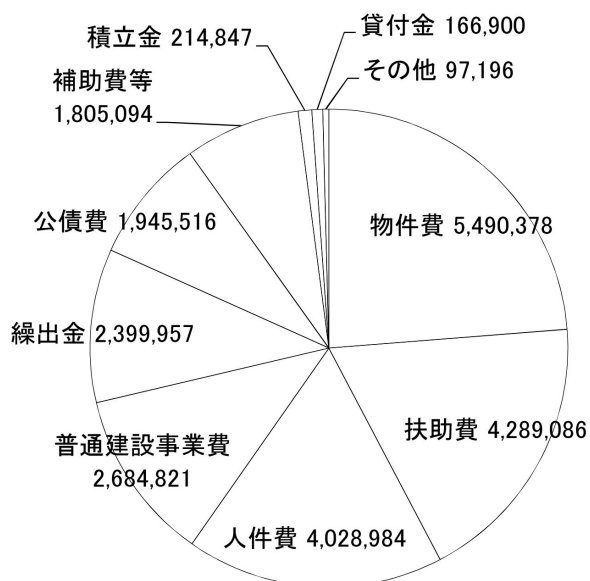 積立金 214,847
貸付金 166,900
その他 97,196
補助費等
1,805,094
公債費 1,945,516
物件費 5,490,378
繰出金 2,399,957
扶助費 4,289,086
普通建設事業費
2,684,821
人件費 4,028,984